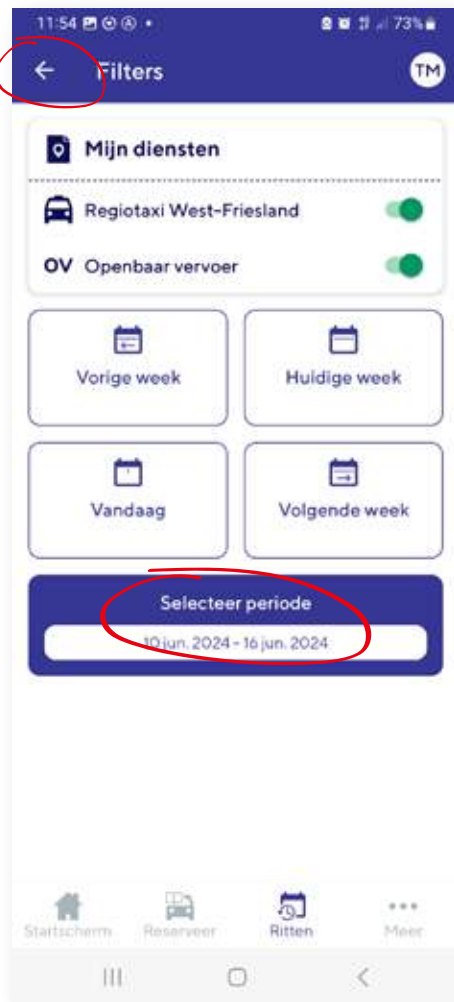 11:54
73%
Filters
TM
Mijn diensten
Regiotaxi West-Friesland
OV Openbaar vervoer
Vorige week
Huidige week
Vandaag
Volgende week
Selecteer periode
10 jun. 2024 - 16 jun. 2024
Startscherm
Reserveer
Ritten
Meer